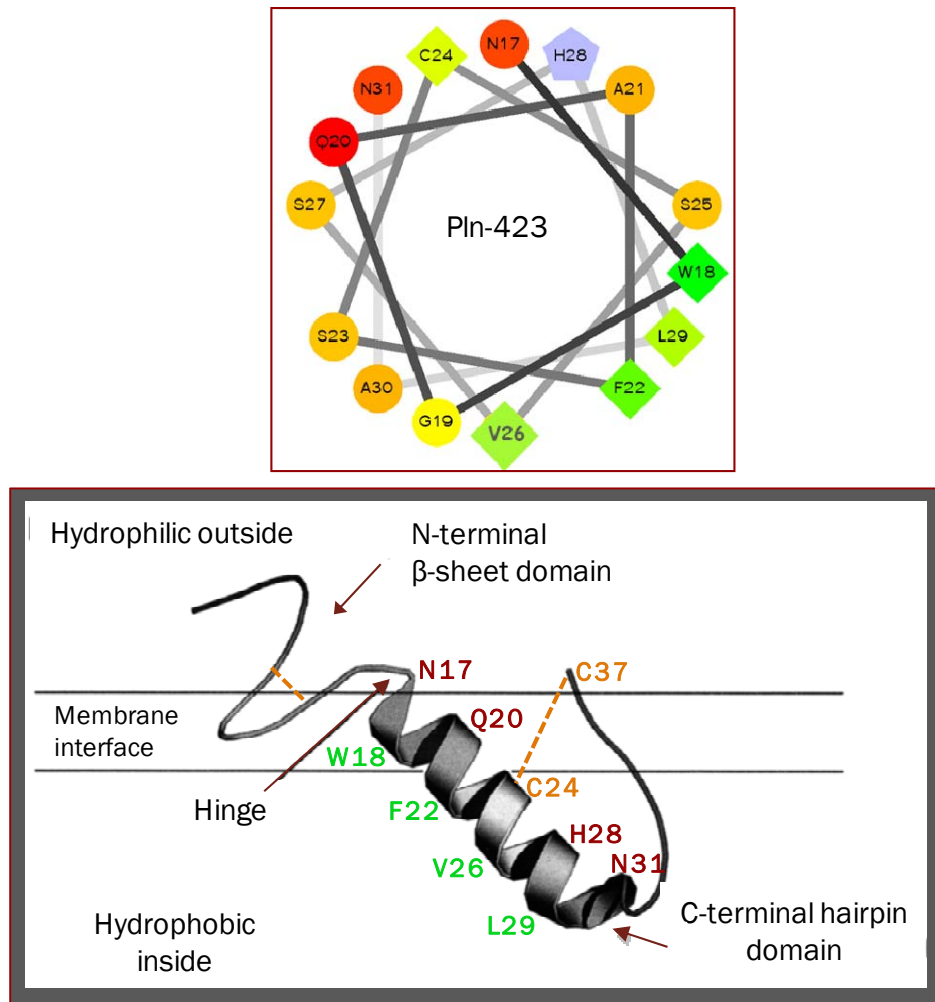 C24
N17
H28
N31
A21
Q20
S27
S25
Pln-423
W18
S23
L29
A30
F22
G19
V26
Hydrophilic outside
N-terminal
β-sheet domain
N17
C37
Membrane
interface
Q20
W18
C24
Hinge
F22
H28
V26
N31
L29
C-terminal hairpin
domain
Hydrophobic
inside